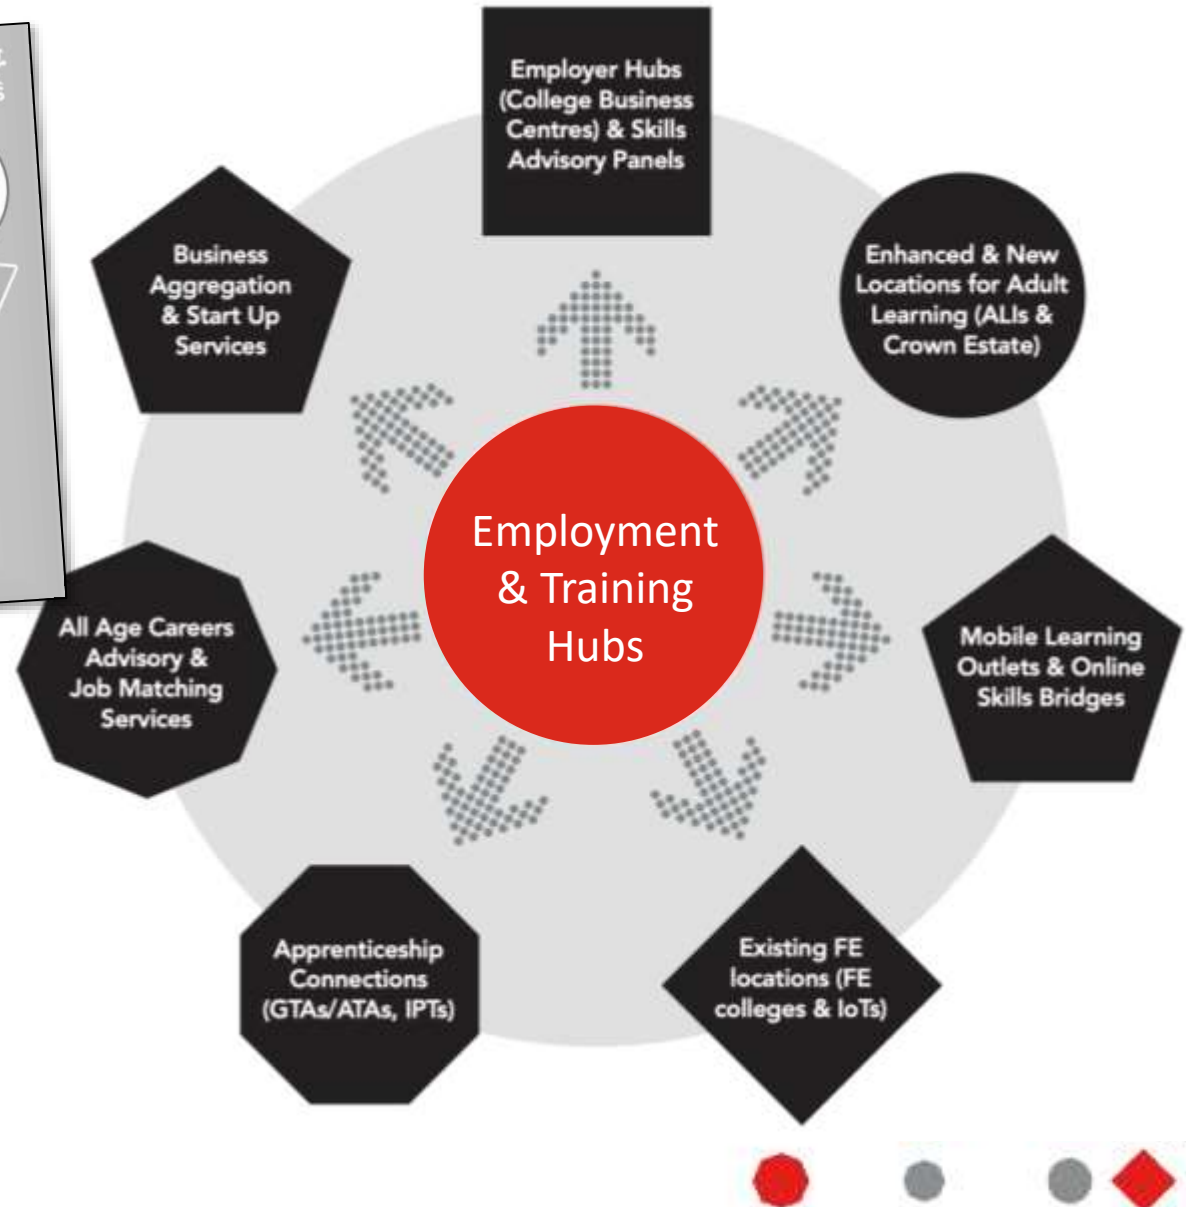 Employer Hubs
(College Business
Centres) & Skills
Advisory Panels
Enhanced & New
Locations for Adult
Learning (ALIs &
Crown Estate)
Business
Aggregation
& Start Up
Services
Employment
& Training
Hubs
Mobile Learning
Outlets & Online
Skills Bridges
All Age Careers
Advisory &
Job Matching
Services
Existing FE
locations (FE
colleges & IoTs)
Apprenticeship
Connections
(GTAs/ATAs, IPTs)